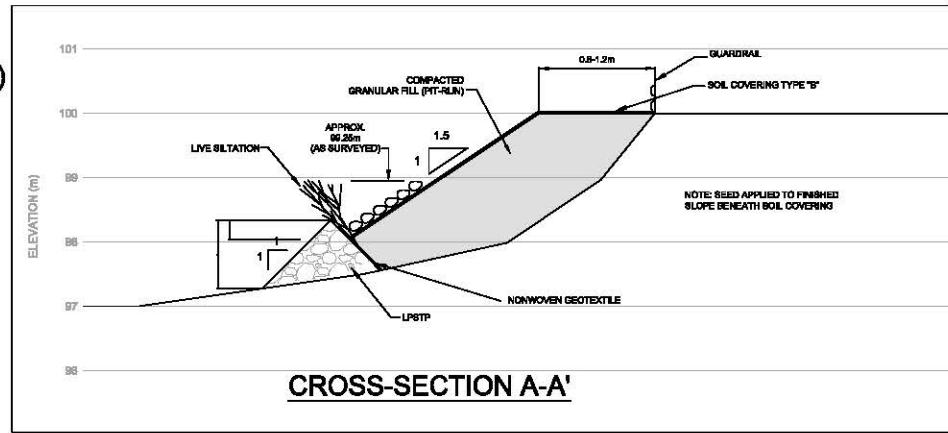 101
100
99
98
97
96
ELEVATION (m)
0.8-1.2m
GUARDRAIL
SOIL COVERING TYPE "B"
COMPACTED
GRANULAR FILL (PIT-RUN)
APPROX.
99.25m
(AS SURVEYED)
1.5
1
LIVE SILTATION
NOTE: SEED APPLIED TO FINISHED
SLOPE BENEATH SOIL COVERING
1
1
NONWOVEN GEOTEXTILE
LPSTP
CROSS-SECTION A-A'